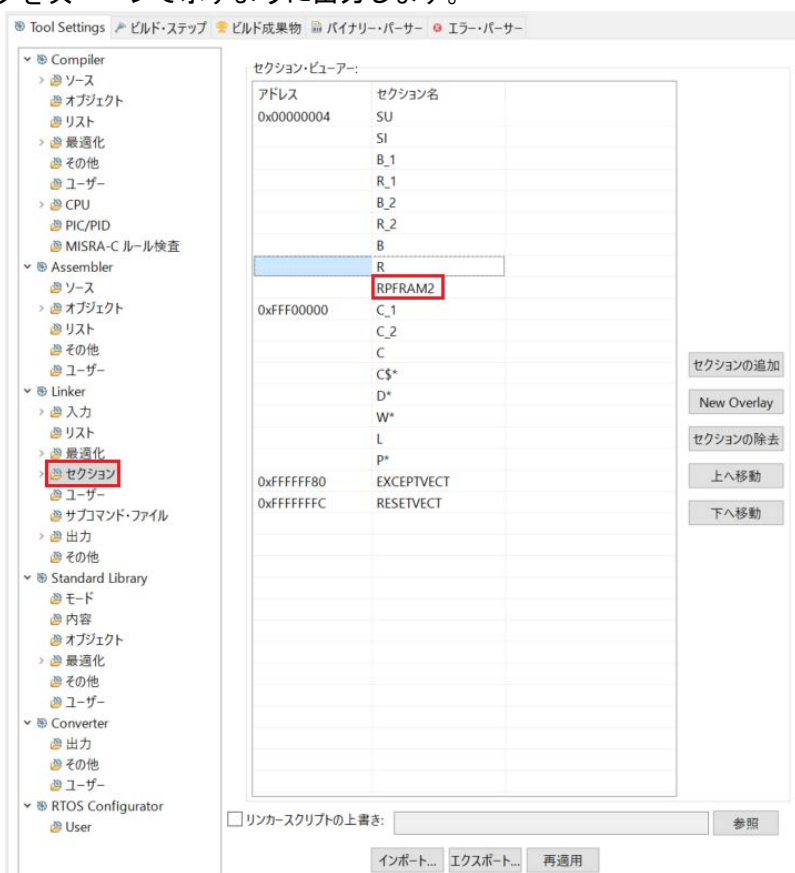 Tool Settings ビルド・ステップ ビルド成果物 バイナリー・パーサー エラー・パーサー
Compiler
ソース
オブジェクト
リスト
最適化
その他
ユーザー
CPU
PIC/PID
MISRA-C ルール検査
Assembler
ソース
オブジェクト
リスト
その他
ユーザー
Linker
入力
リスト
最適化
セクション
ユーザー
サブコマンド・ファイル
出力
その他
Standard Library
モード
内容
オブジェクト
最適化
その他
ユーザー
Converter
出力
その他
ユーザー
RTOS Configurator
User
セクション・ビューアー:
アドレス セクション名
0x00000004 SU
SI
B_1
R_1
B_2
R_2
B
R
RPFRAM2
0xFFF00000 C_1
C_2
C
C$*
D*
W*
L
P*
0xFFFFFF80 EXCEPTVECT
0xFFFFFFFC RESETVECT
セクションの追加
New Overlay
セクションの除去
上へ移動
下へ移動
リンカースクリプトの上書き: 参照
インポート... エクスポート... 再適用